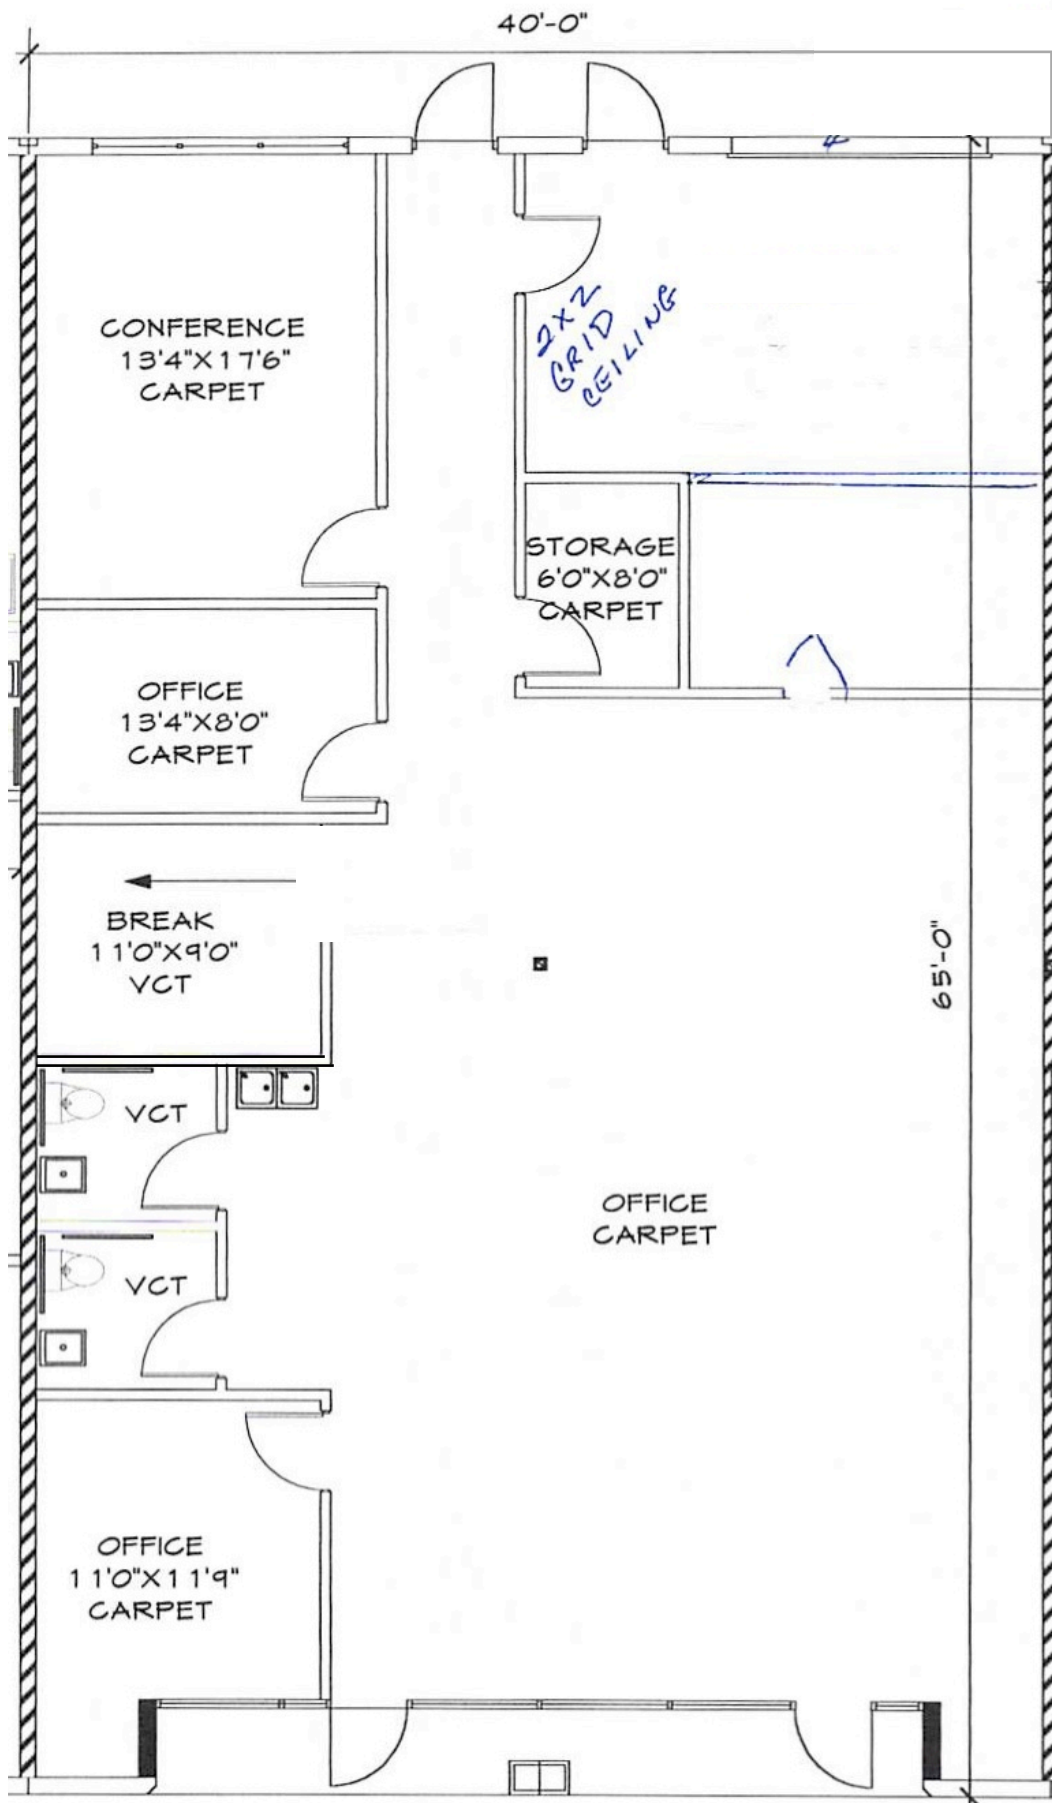 40'-0"
CONFERENCE
13'4"X17'6"
CARPET
2X2
GRID
CEILING
STORAGE
6'0"X8'0"
CARPET
OFFICE
13'4"X8'0"
CARPET
BREAK
11'0"X9'0"
VCT
65'-0"
VCT
OFFICE
CARPET
VCT
OFFICE
11'0"X11'9"
CARPET